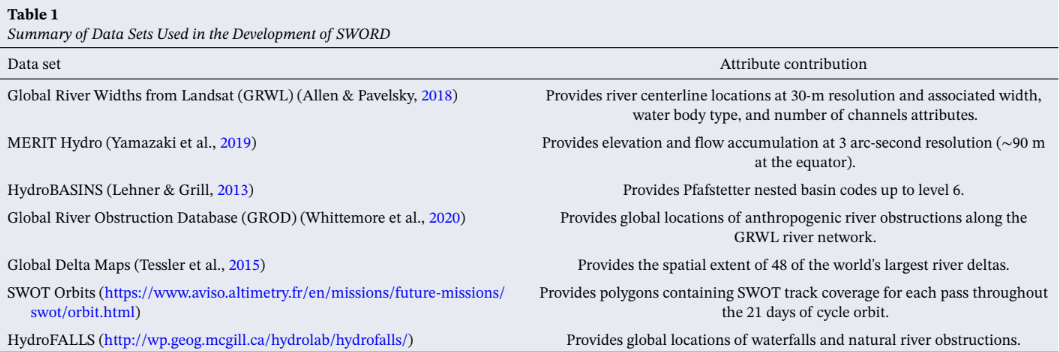 Table 1
Summary of Data Sets Used in the Development of SWORD
Data set Attribute contribution
Global River Widths from Landsat (GRWL) (Allen & Pavelsky, 2018) Provides river centerline locations at 30-m resolution and associated width,
water body type, and number of channels attributes.
MERIT Hydro (Yamazaki et al., 2019) Provides elevation and flow accumulation at 3 arc-second resolution (~90 m
at the equator).
HydroBASINS (Lehner & Grill, 2013) Provides Pfafstetter nested basin codes up to level 6.
Global River Obstruction Database (GROD) (Whittemore et al., 2020) Provides global locations of anthropogenic river obstructions along the
GRWL river network.
Global Delta Maps (Tessler et al., 2015) Provides the spatial extent of 48 of the world's largest river deltas.
SWOT Orbits (https://www.aviso.altimetry.fr/en/missions/future-missions/ Provides polygons containing SWOT track coverage for each pass throughout
swot/orbit.html) the 21 days of cycle orbit.
HydroFALLS (http://wp.geog.mcgill.ca/hydrolab/hydrofalls/) Provides global locations of waterfalls and natural river obstructions.